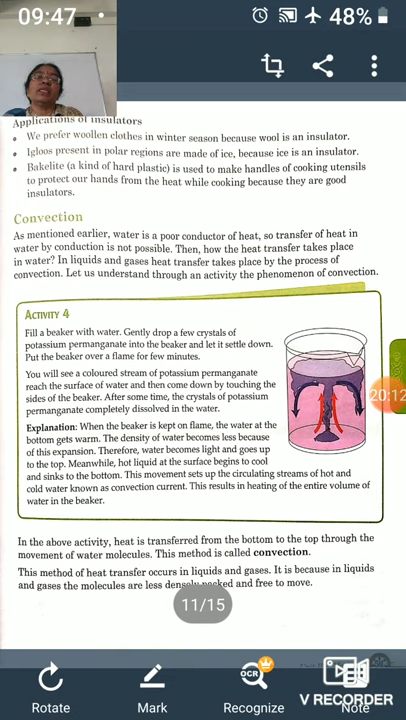 09:47
48%
Applications of Insulators
• We prefer woollen clothes in winter season because wool is an insulator.
• Igloos present in polar regions are made of ice, because ice is an insulator.
• Bakelite (a kind of hard plastic) is used to make handles of cooking utensils
to protect our hands from the heat while cooking because they are good
insulators.
Convection
As mentioned earlier, water is a poor conductor of heat, so transfer of heat in
water by conduction is not possible. Then, how the heat transfer takes place
in water? In liquids and gases heat transfer takes place by the process of
convection. Let us understand through an activity the phenomenon of convection.
ACTIVITY 4
Fill a beaker with water. Gently drop a few crystals of
potassium permanganate into the beaker and let it settle down.
Put the beaker over a flame for few minutes.
You will see a coloured stream of potassium permanganate
reach the surface of water and then come down by touching the
sides of the beaker. After some time, the crystals of potassium
permanganate completely dissolved in the water.
Explanation: When the beaker is kept on flame, the water at the
bottom gets warm. The density of water becomes less because
of this expansion. Therefore, water becomes light and goes up
to the top. Meanwhile, hot liquid at the surface begins to cool
and sinks to the bottom. This movement sets up the circulating streams of hot and
cold water known as convection current. This results in heating of the entire volume of
water in the beaker.
20:12
In the above activity, heat is transferred from the bottom to the top through the
movement of water molecules. This method is called convection.
This method of heat transfer occurs in liquids and gases. It is because in liquids
and gases the molecules are less densely packed and free to move.
11/15
OCR
V RECORDER
Rotate
Mark
Recognize
Note